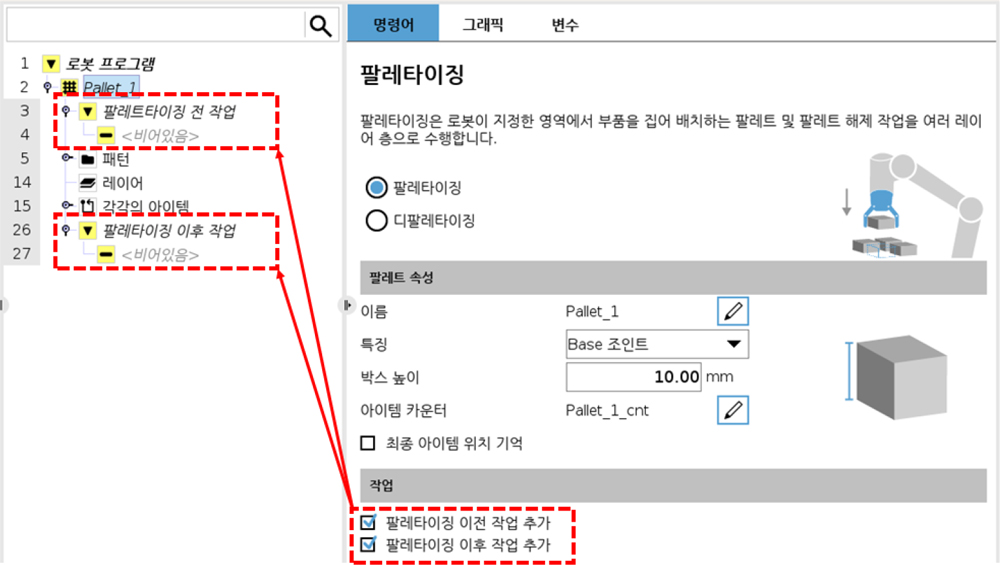 명령어 그래픽 변수
1 로봇 프로그램
2 Pallet_1
3 팔레트타이징 전 작업
4 <비어있음>
5 패턴
14 레이어
15 각각의 아이템
26 팔레타이징 이후 작업
27 <비어있음>
팔레타이징
팔레타이징은 로봇이 지정한 영역에서 부품을 집어 배치하는 팔레트 및 팔레트 해제 작업을 여러 레이
어 층으로 수행합니다.
팔레타이징
디팔레타이징
팔레트 속성
이름 Pallet_1
특징 Base 조인트
박스 높이 10.00 mm
아이템 카운터 Pallet_1_cnt
최종 아이템 위치 기억
작업
팔레타이징 이전 작업 추가
팔레타이징 이후 작업 추가